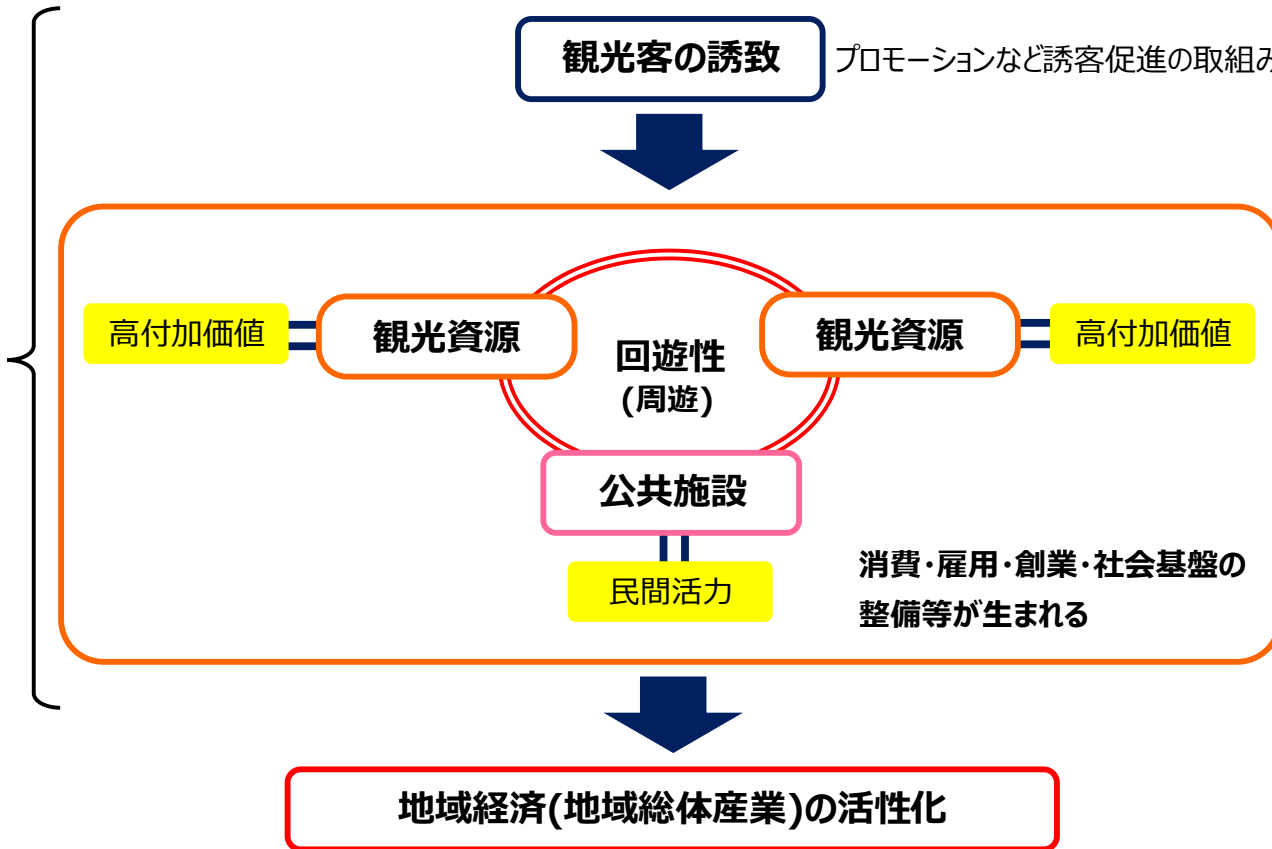 観光客の誘致
プロモーションなど誘客促進の取組み
高付加価値
観光資源
回遊性
(周遊)
観光資源
高付加価値
公共施設
民間活力
消費・雇用・創業・社会基盤の
整備等が生まれる
地域経済(地域総体産業)の活性化